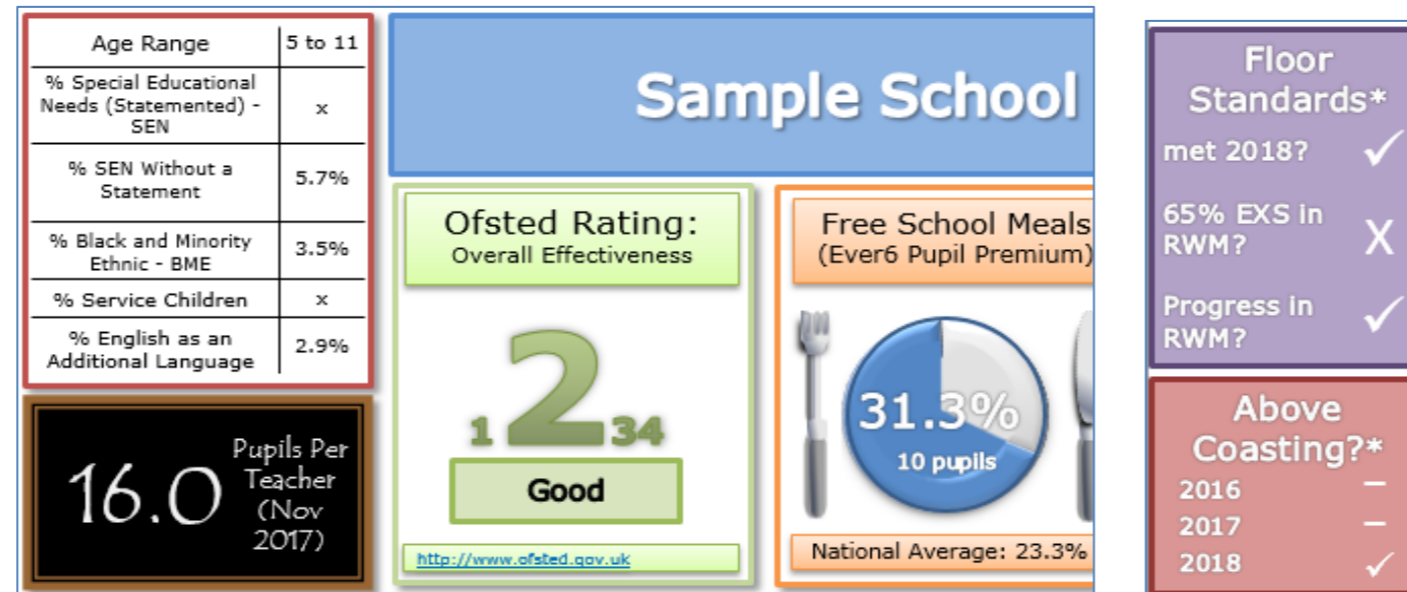 Age Range 5 to 11
% Special Educational
Needs (Statemented) - x
SEN
% SEN Without a
Statement 5.7%
% Black and Minority
Ethnic - BME 3.5%
% Service Children x
% English as an
Additional Language 2.9%
16.0
Pupils Per
Teacher
(Nov
2017)
Sample School
Ofsted Rating:
Overall Effectiveness
1 2 3 4
Good
http://www.ofsted.gov.uk
Free School Meals
(Ever6 Pupil Premium)
31.3%
10 pupils
National Average: 23.3%
Floor
Standards*
met 2018? ✓
65% EXS in
RWM? X
Progress in
RWM? ✓
Above
Coasting?*
2016 –
2017 –
2018 ✓